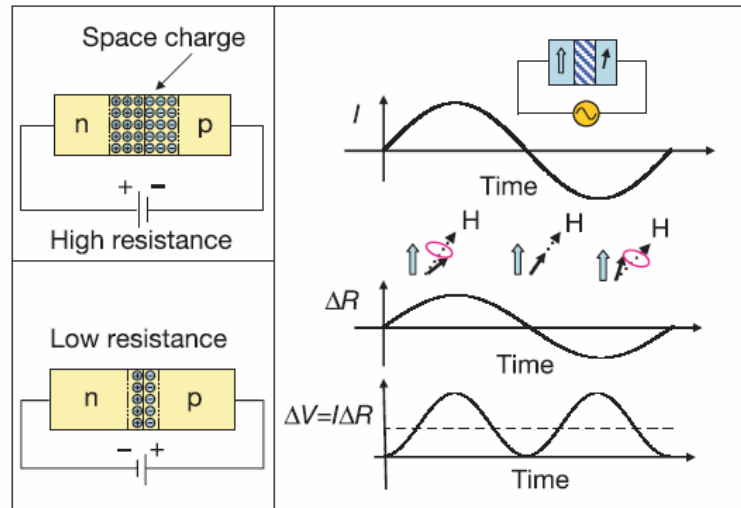 Space charge
n
p
+ −
High resistance
Low resistance
n
p
− +
I
Time
H
H
H
ΔR
Time
ΔV=IΔR
Time